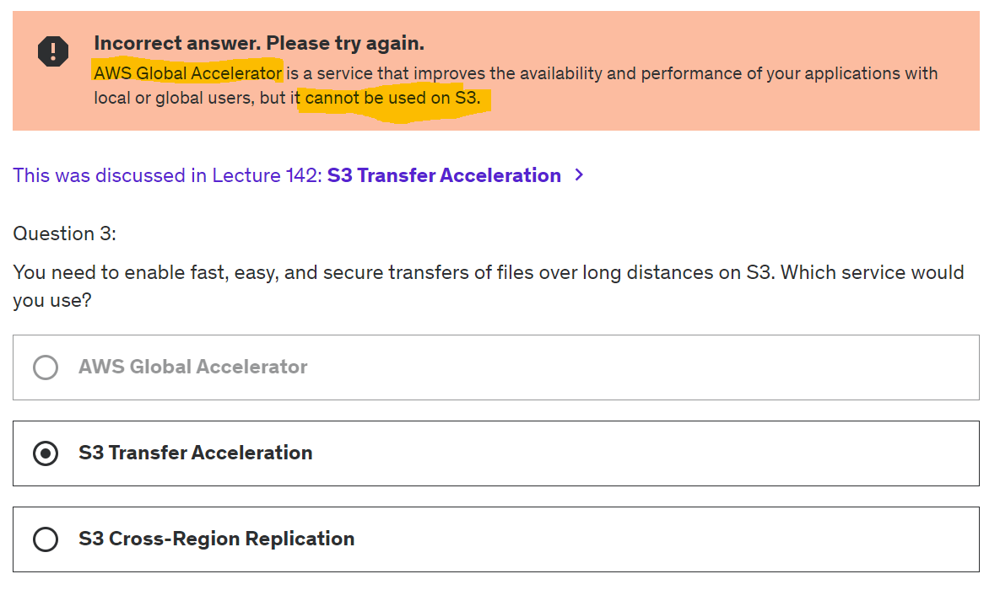 Incorrect answer. Please try again.
AWS Global Accelerator is a service that improves the availability and performance of your applications with
local or global users, but it cannot be used on S3.
This was discussed in Lecture 142: S3 Transfer Acceleration
Question 3:
You need to enable fast, easy, and secure transfers of files over long distances on S3. Which service would
you use?
AWS Global Accelerator
S3 Transfer Acceleration
S3 Cross-Region Replication